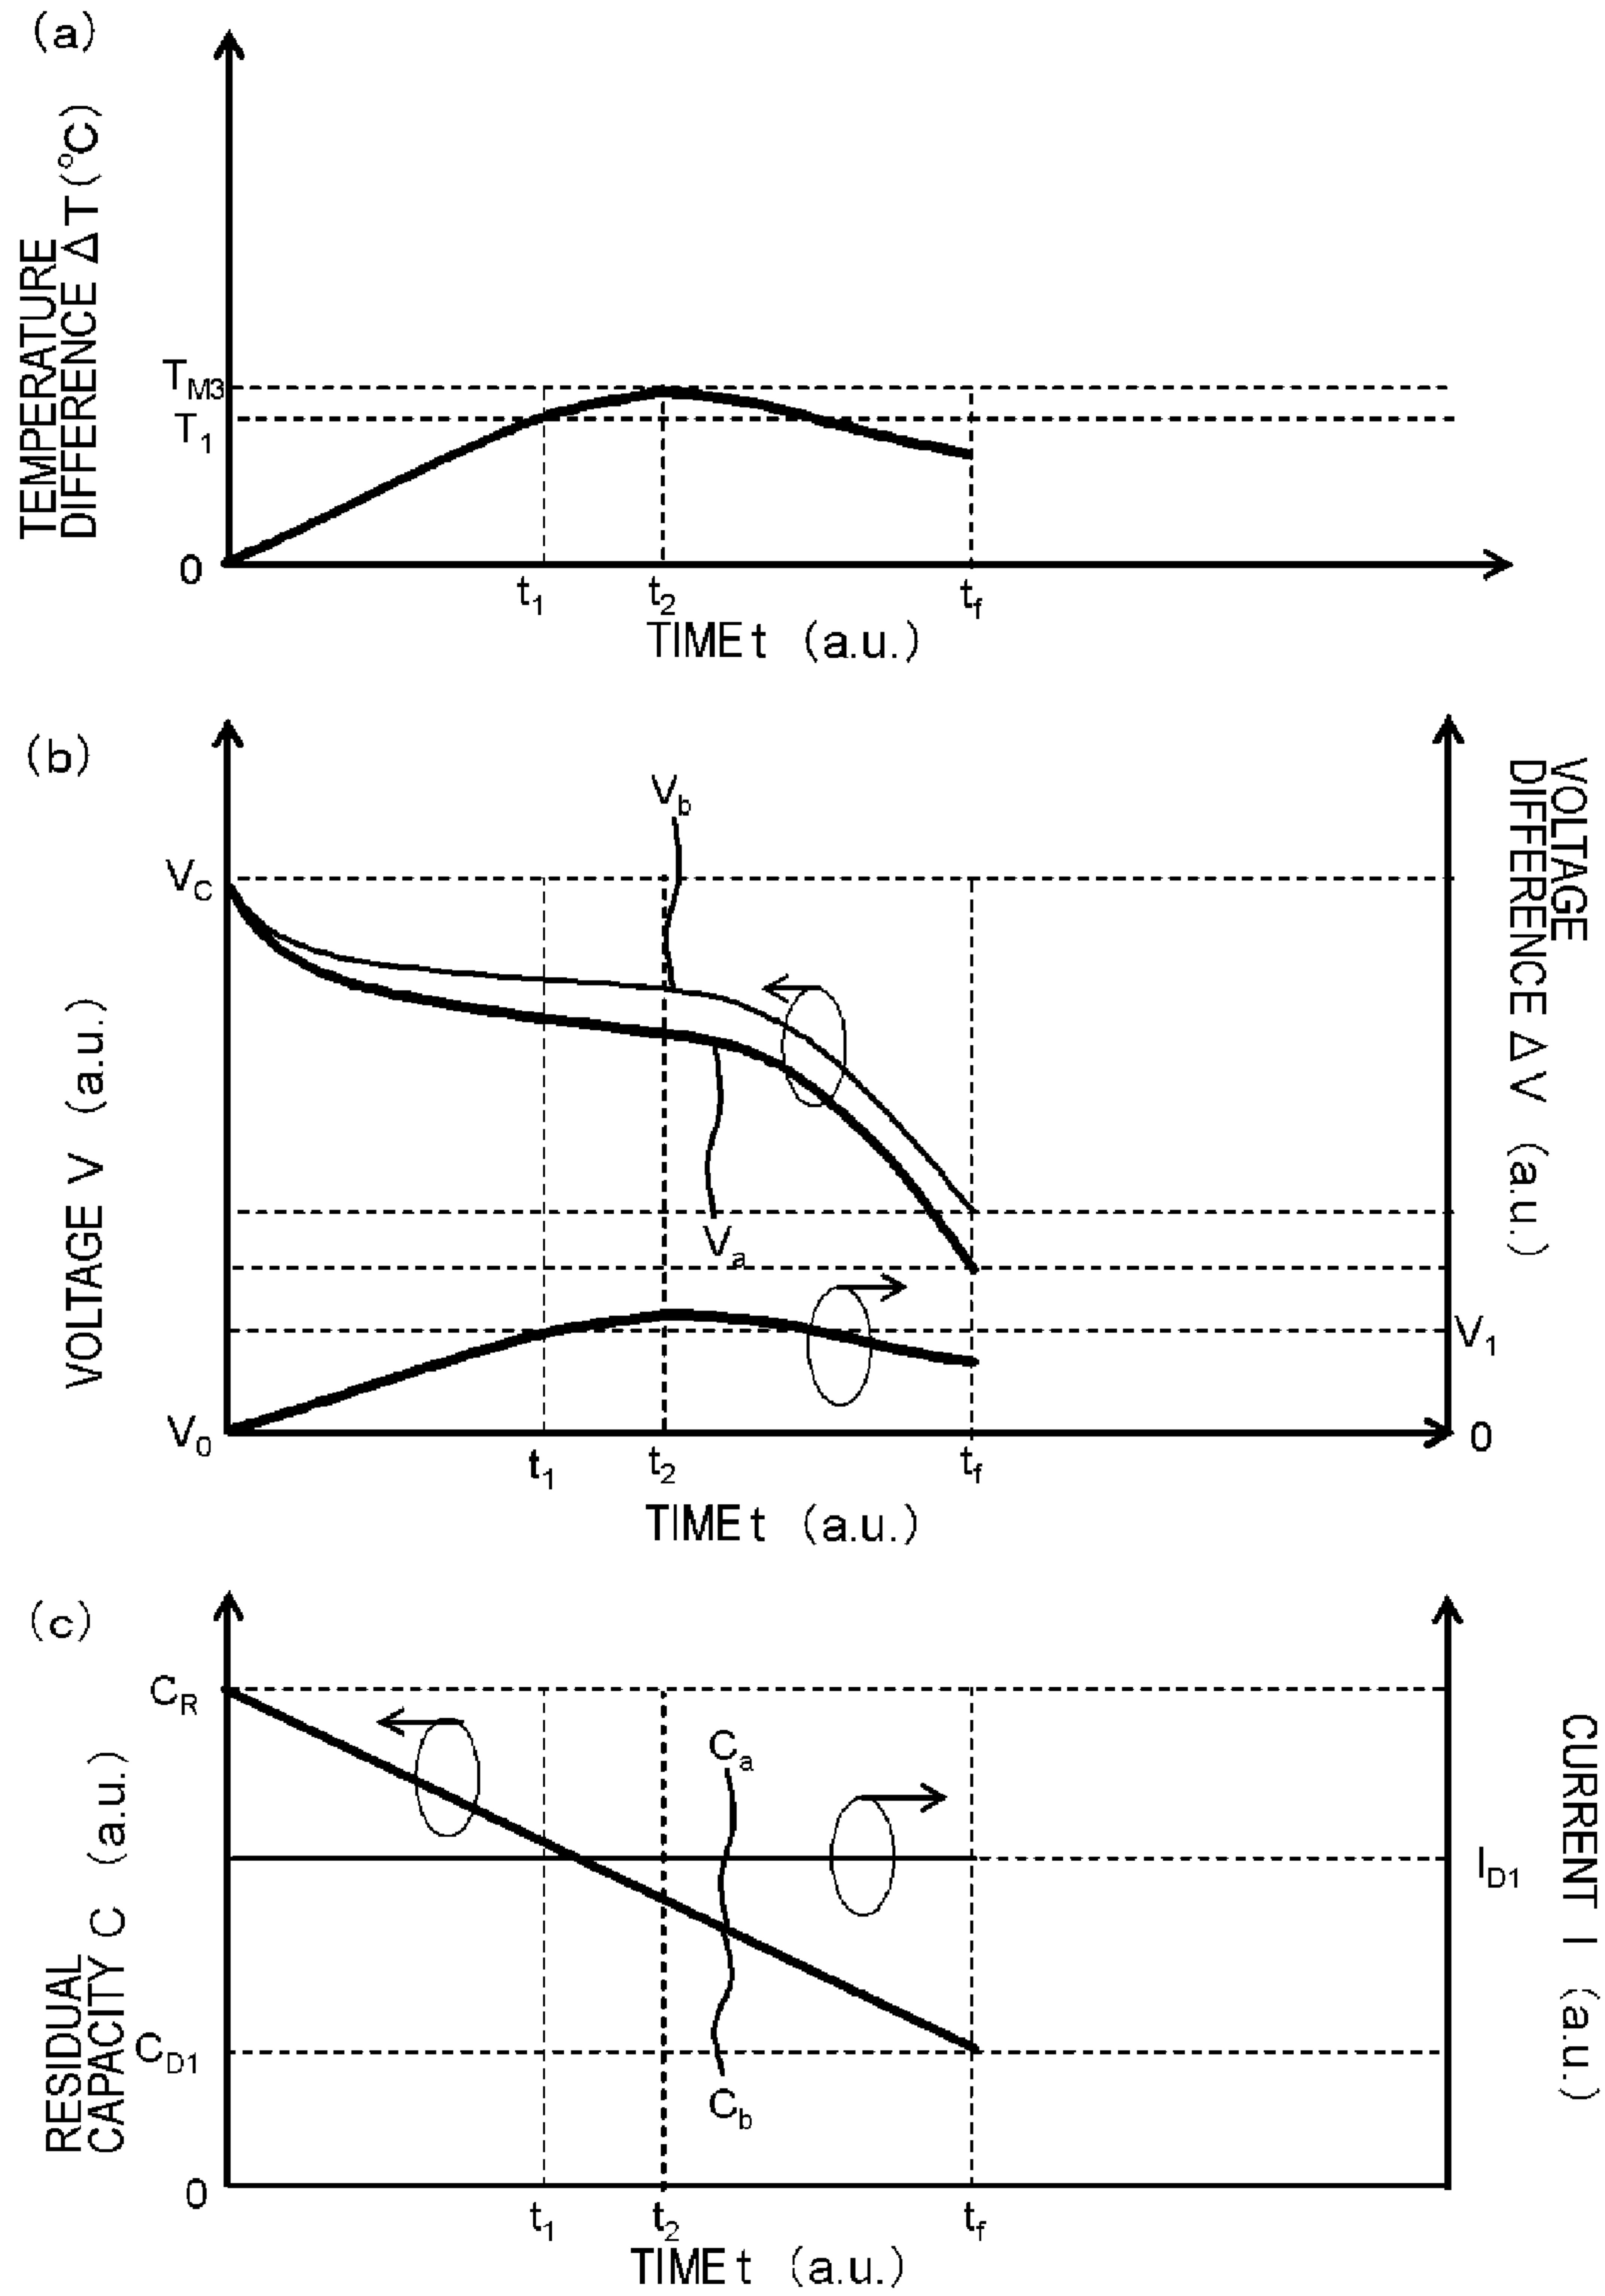 (a)
TEMPERATURE
DIFFERENCE ΔT(℃)
T_M3
T_1
0
t_1
t_2
t_f
TIME t (a.u.)
(b)
VOLTAGE V (a.u.)
VOLTAGE
DIFFERENCE ΔV (a.u.)
V_b
V_C
V_a
V_1
V_0
0
t_1
t_2
t_f
TIME t (a.u.)
(c)
RESIDUAL
CAPACITY C (a.u.)
CURRENT I (a.u.)
C_R
C_a
I_D1
C_D1
C_b
0
t_1
t_2
t_f
TIME t (a.u.)